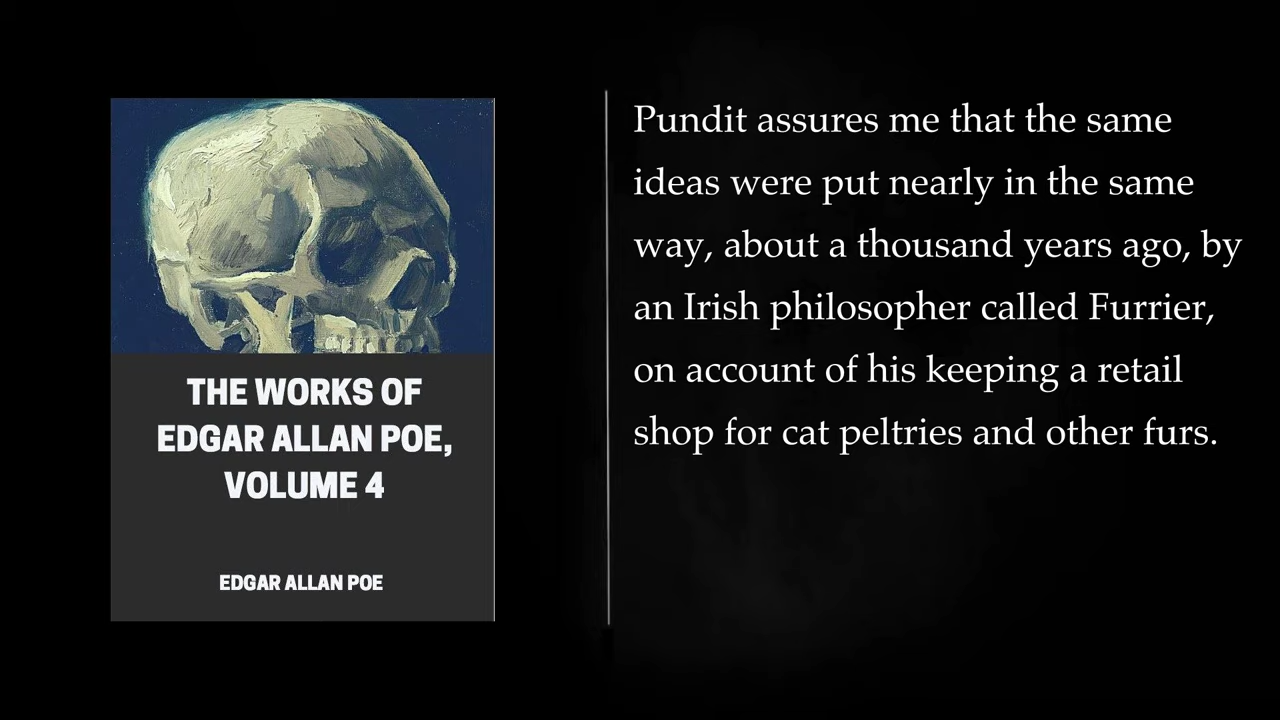 THE WORKS OF
EDGAR ALLAN POE,
VOLUME 4
EDGAR ALLAN POE
Pundit assures me that the same
ideas were put nearly in the same
way, about a thousand years ago, by
an Irish philosopher called Furrier,
on account of his keeping a retail
shop for cat peltries and other furs.